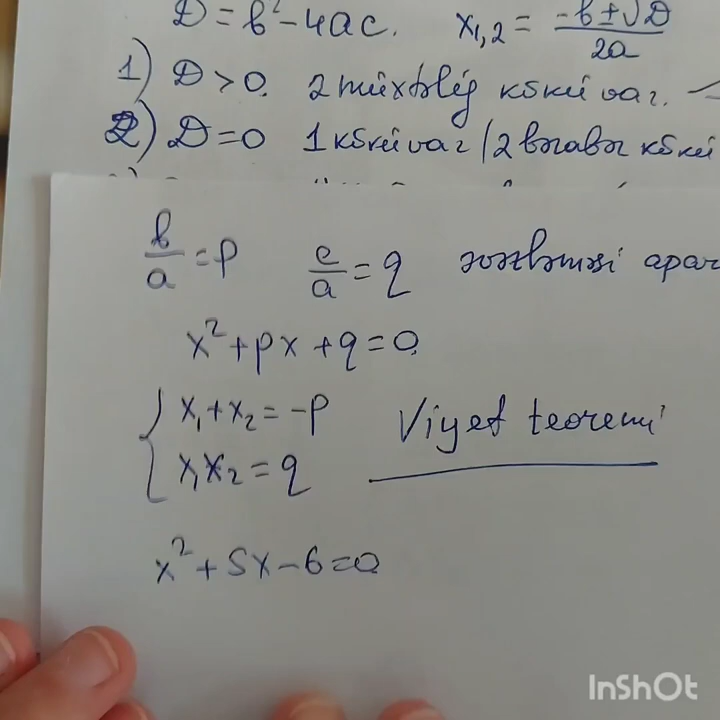 D = b² - 4ac. x₁,₂ = -b ± √D / 2a
1) D > 0. 2 müxtəlif kökü var.
2) D = 0 1 kökü var / 2 bərabər kökü
b/a = p c/a = q əvəzləməsi apar
x² + px + q = 0
{ x₁ + x₂ = -p Viyet teoremi
x₁x₂ = q
x² + 5x - 6 = 0
InShOt